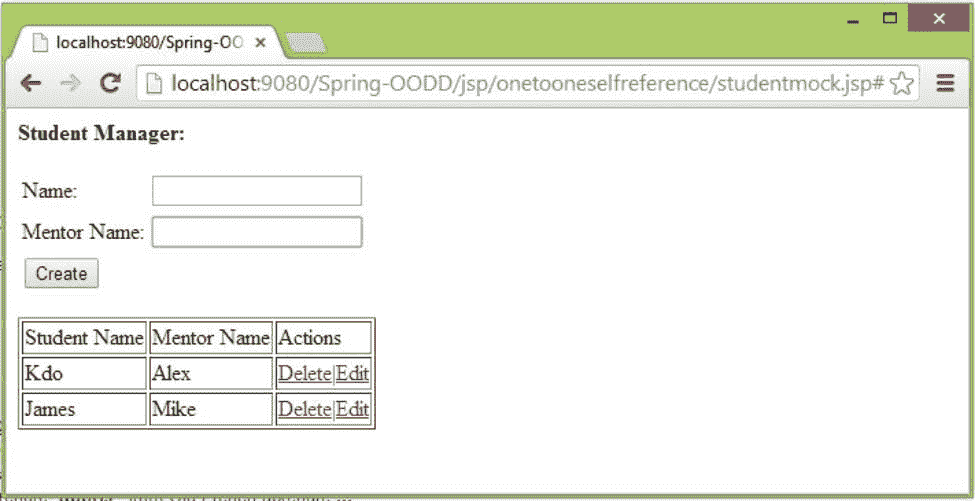 localhost:9080/Spring-OO
localhost:9080/Spring-OODD/jsp/onetooneselfreference/studentmock.jsp#
Student Manager:
Name:
Mentor Name:
Create
Student Name Mentor Name Actions
Kdo Alex Delete|Edit
James Mike Delete|Edit